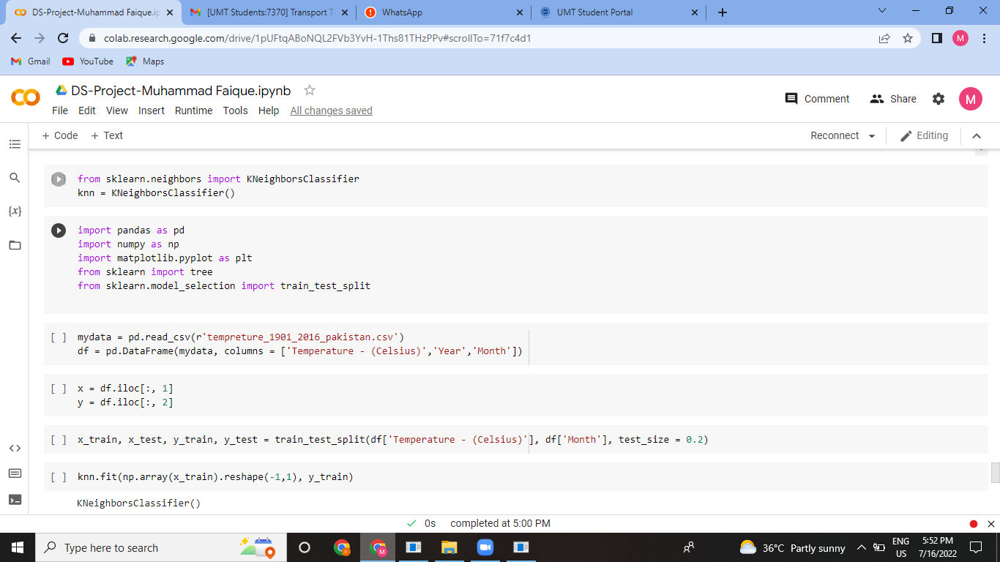 DS-Project-Muhammad Faique.ip
[UMT Students:7370] Transport T
WhatsApp
UMT Student Portal
colab.research.google.com/drive/1pUFtqABoNQL2FVb3YvH-1Ths81THzPPv#scrollTo=71f7c4d1
M
Gmail
YouTube
Maps
DS-Project-Muhammad Faique.ipynb
Comment
Share
M
File Edit View Insert Runtime Tools Help All changes saved
+ Code + Text
Reconnect
Editing
from sklearn.neighbors import KNeighborsClassifier
knn = KNeighborsClassifier()
{x}
import pandas as pd
import numpy as np
import matplotlib.pyplot as plt
from sklearn import tree
from sklearn.model_selection import train_test_split
[ ] mydata = pd.read_csv(r'tempreture_1901_2016_pakistan.csv')
df = pd.DataFrame(mydata, columns = ['Temperature - (Celsius)','Year','Month'])
[ ] x = df.iloc[:, 1]
y = df.iloc[:, 2]
[ ] x_train, x_test, y_train, y_test = train_test_split(df['Temperature - (Celsius)'], df['Month'], test_size = 0.2)
[ ] knn.fit(np.array(x_train).reshape(-1,1), y_train)
KNeighborsClassifier()
0s completed at 5:00 PM
Type here to search
36°C Partly sunny
ENG
US
5:52 PM
7/16/2022